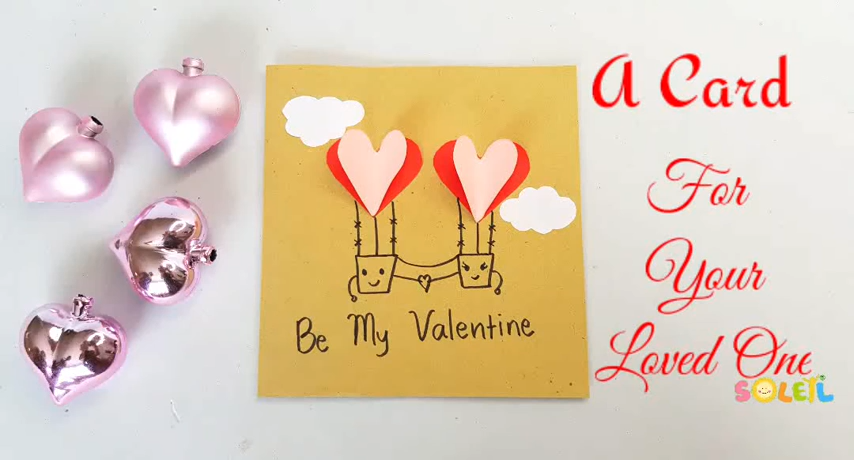 Be My Valentine
A Card
For
Your
Loved One
SOLEIL